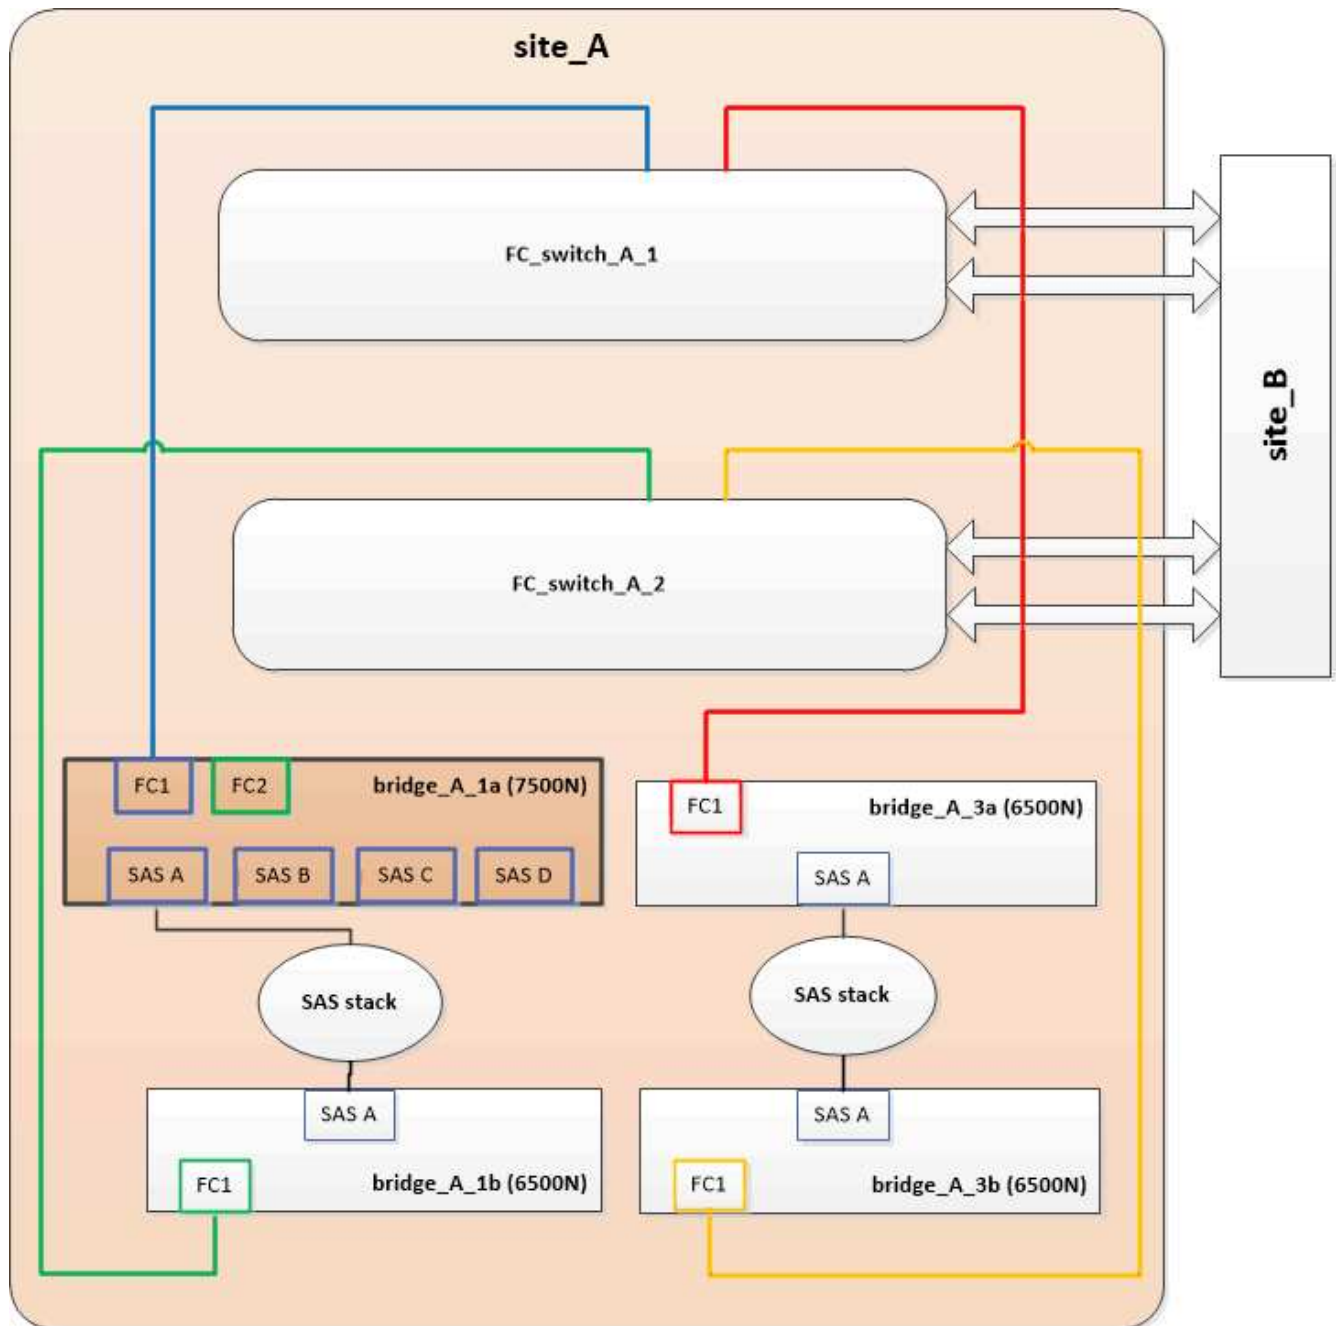 site_A
FC_switch_A_1
site_B
FC_switch_A_2
FC1
FC2
bridge_A_1a (7500N)
SAS A
SAS B
SAS C
SAS D
FC1
bridge_A_3a (6500N)
SAS A
SAS stack
SAS stack
SAS A
FC1
bridge_A_1b (6500N)
SAS A
FC1
bridge_A_3b (6500N)